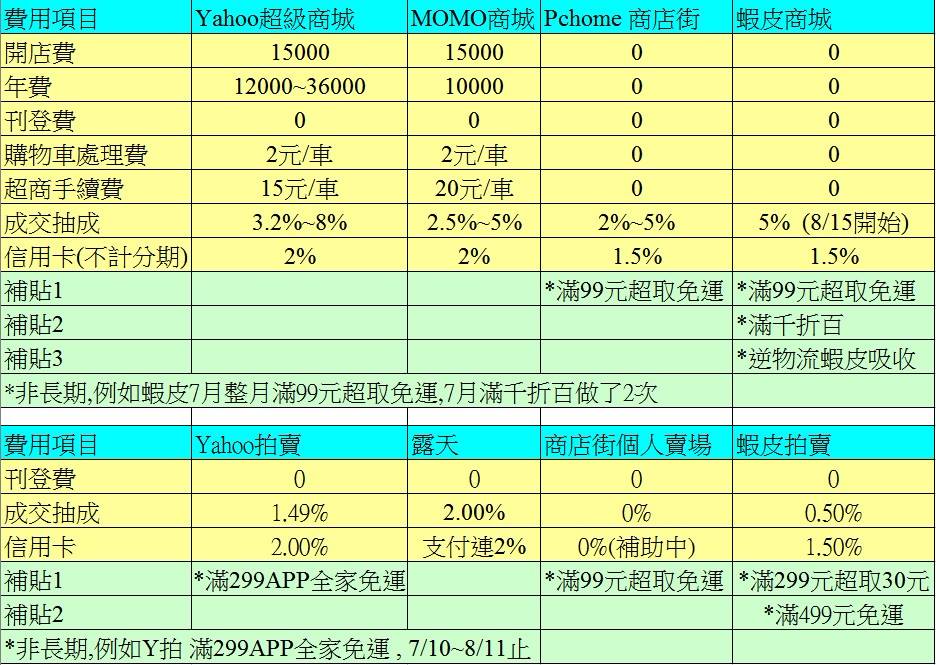 費用項目 Yahoo超級商城 MOMO商城 Pchome 商店街 蝦皮商城
開店費 15000 15000 0 0
年費 12000~36000 10000 0 0
刊登費 0 0 0 0
購物車處理費 2元/車 2元/車 0 0
超商手續費 15元/車 20元/車 0 0
成交抽成 3.2%~8% 2.5%~5% 2%~5% 5% (8/15開始)
信用卡(不計分期) 2% 2% 1.5% 1.5%
補貼1 *滿99元超取免運 *滿99元超取免運
補貼2 *滿千折百
補貼3 *逆物流蝦皮吸收
*非長期,例如蝦皮7月整月滿99元超取免運,7月滿千折百做了2次
費用項目 Yahoo拍賣 露天 商店街個人賣場 蝦皮拍賣
刊登費 0 0 0 0
成交抽成 1.49% 2.00% 0% 0.50%
信用卡 2.00% 支付連2% 0%(補助中) 1.50%
補貼1 *滿299APP全家免運 *滿99元超取免運 *滿299元超取30元
補貼2 *滿499元免運
*非長期,例如Y拍 滿299APP全家免運 , 7/10~8/11止